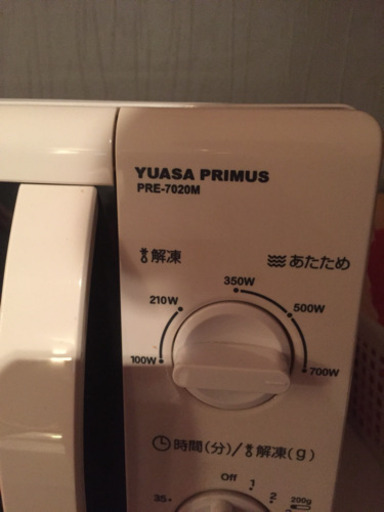 YUASA PRIMUS
PRE-7020M
解凍
あたため
350W
210W
500W
100W
700W
時間(分)/解凍(g)
Off
1
2
200g
35